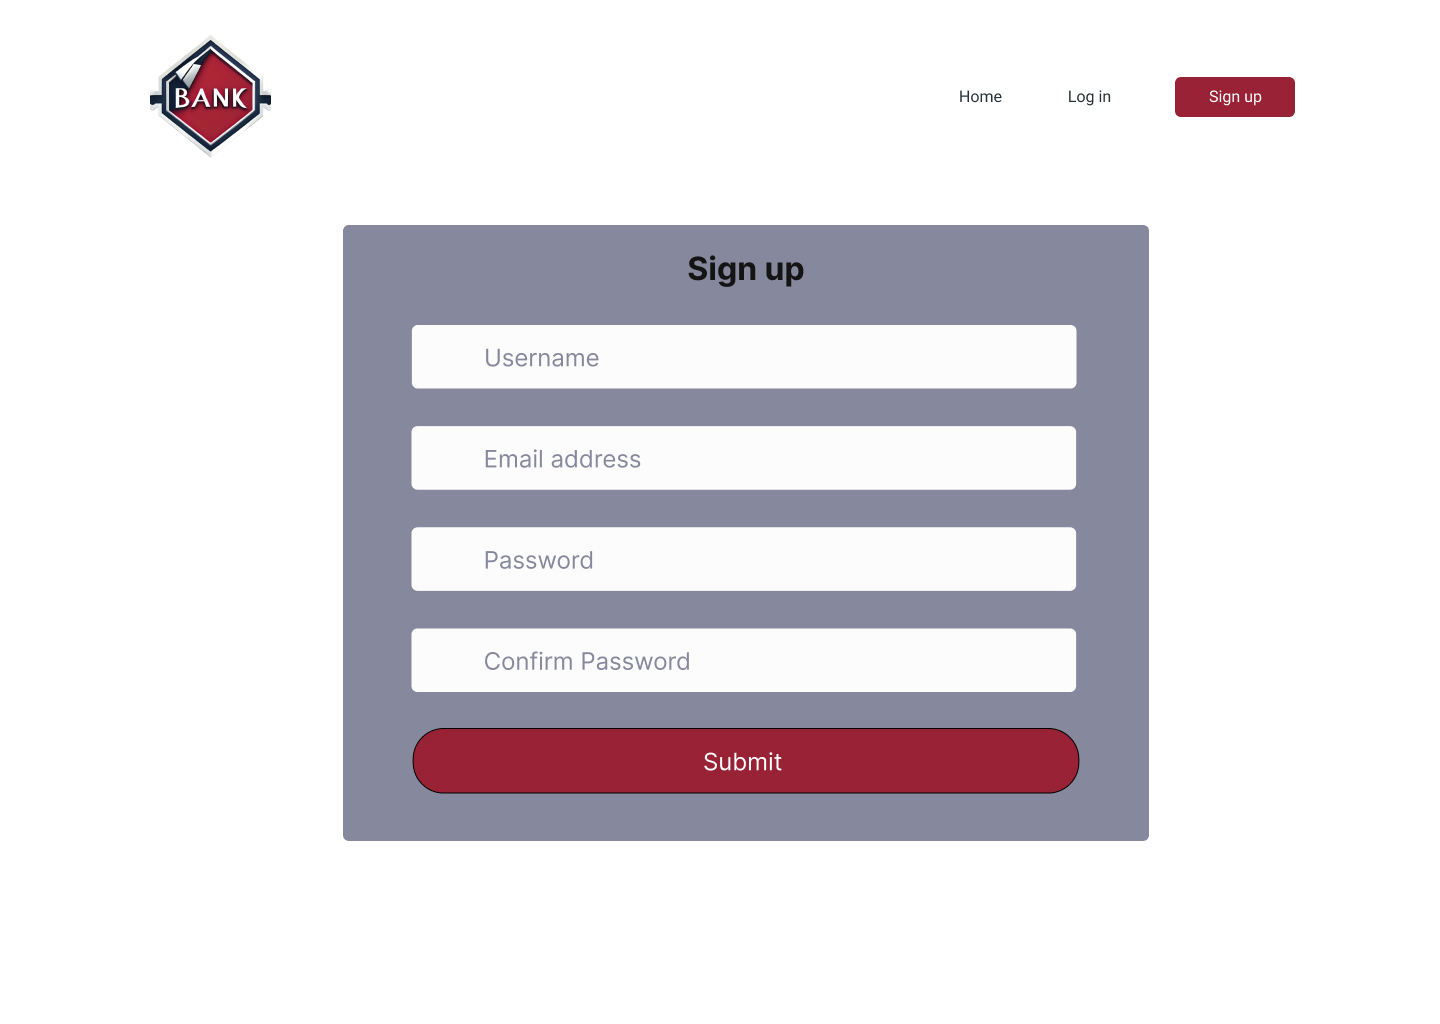 BANK
Home
Log in
Sign up
Sign up
Username
Email address
Password
Confirm Password
Submit